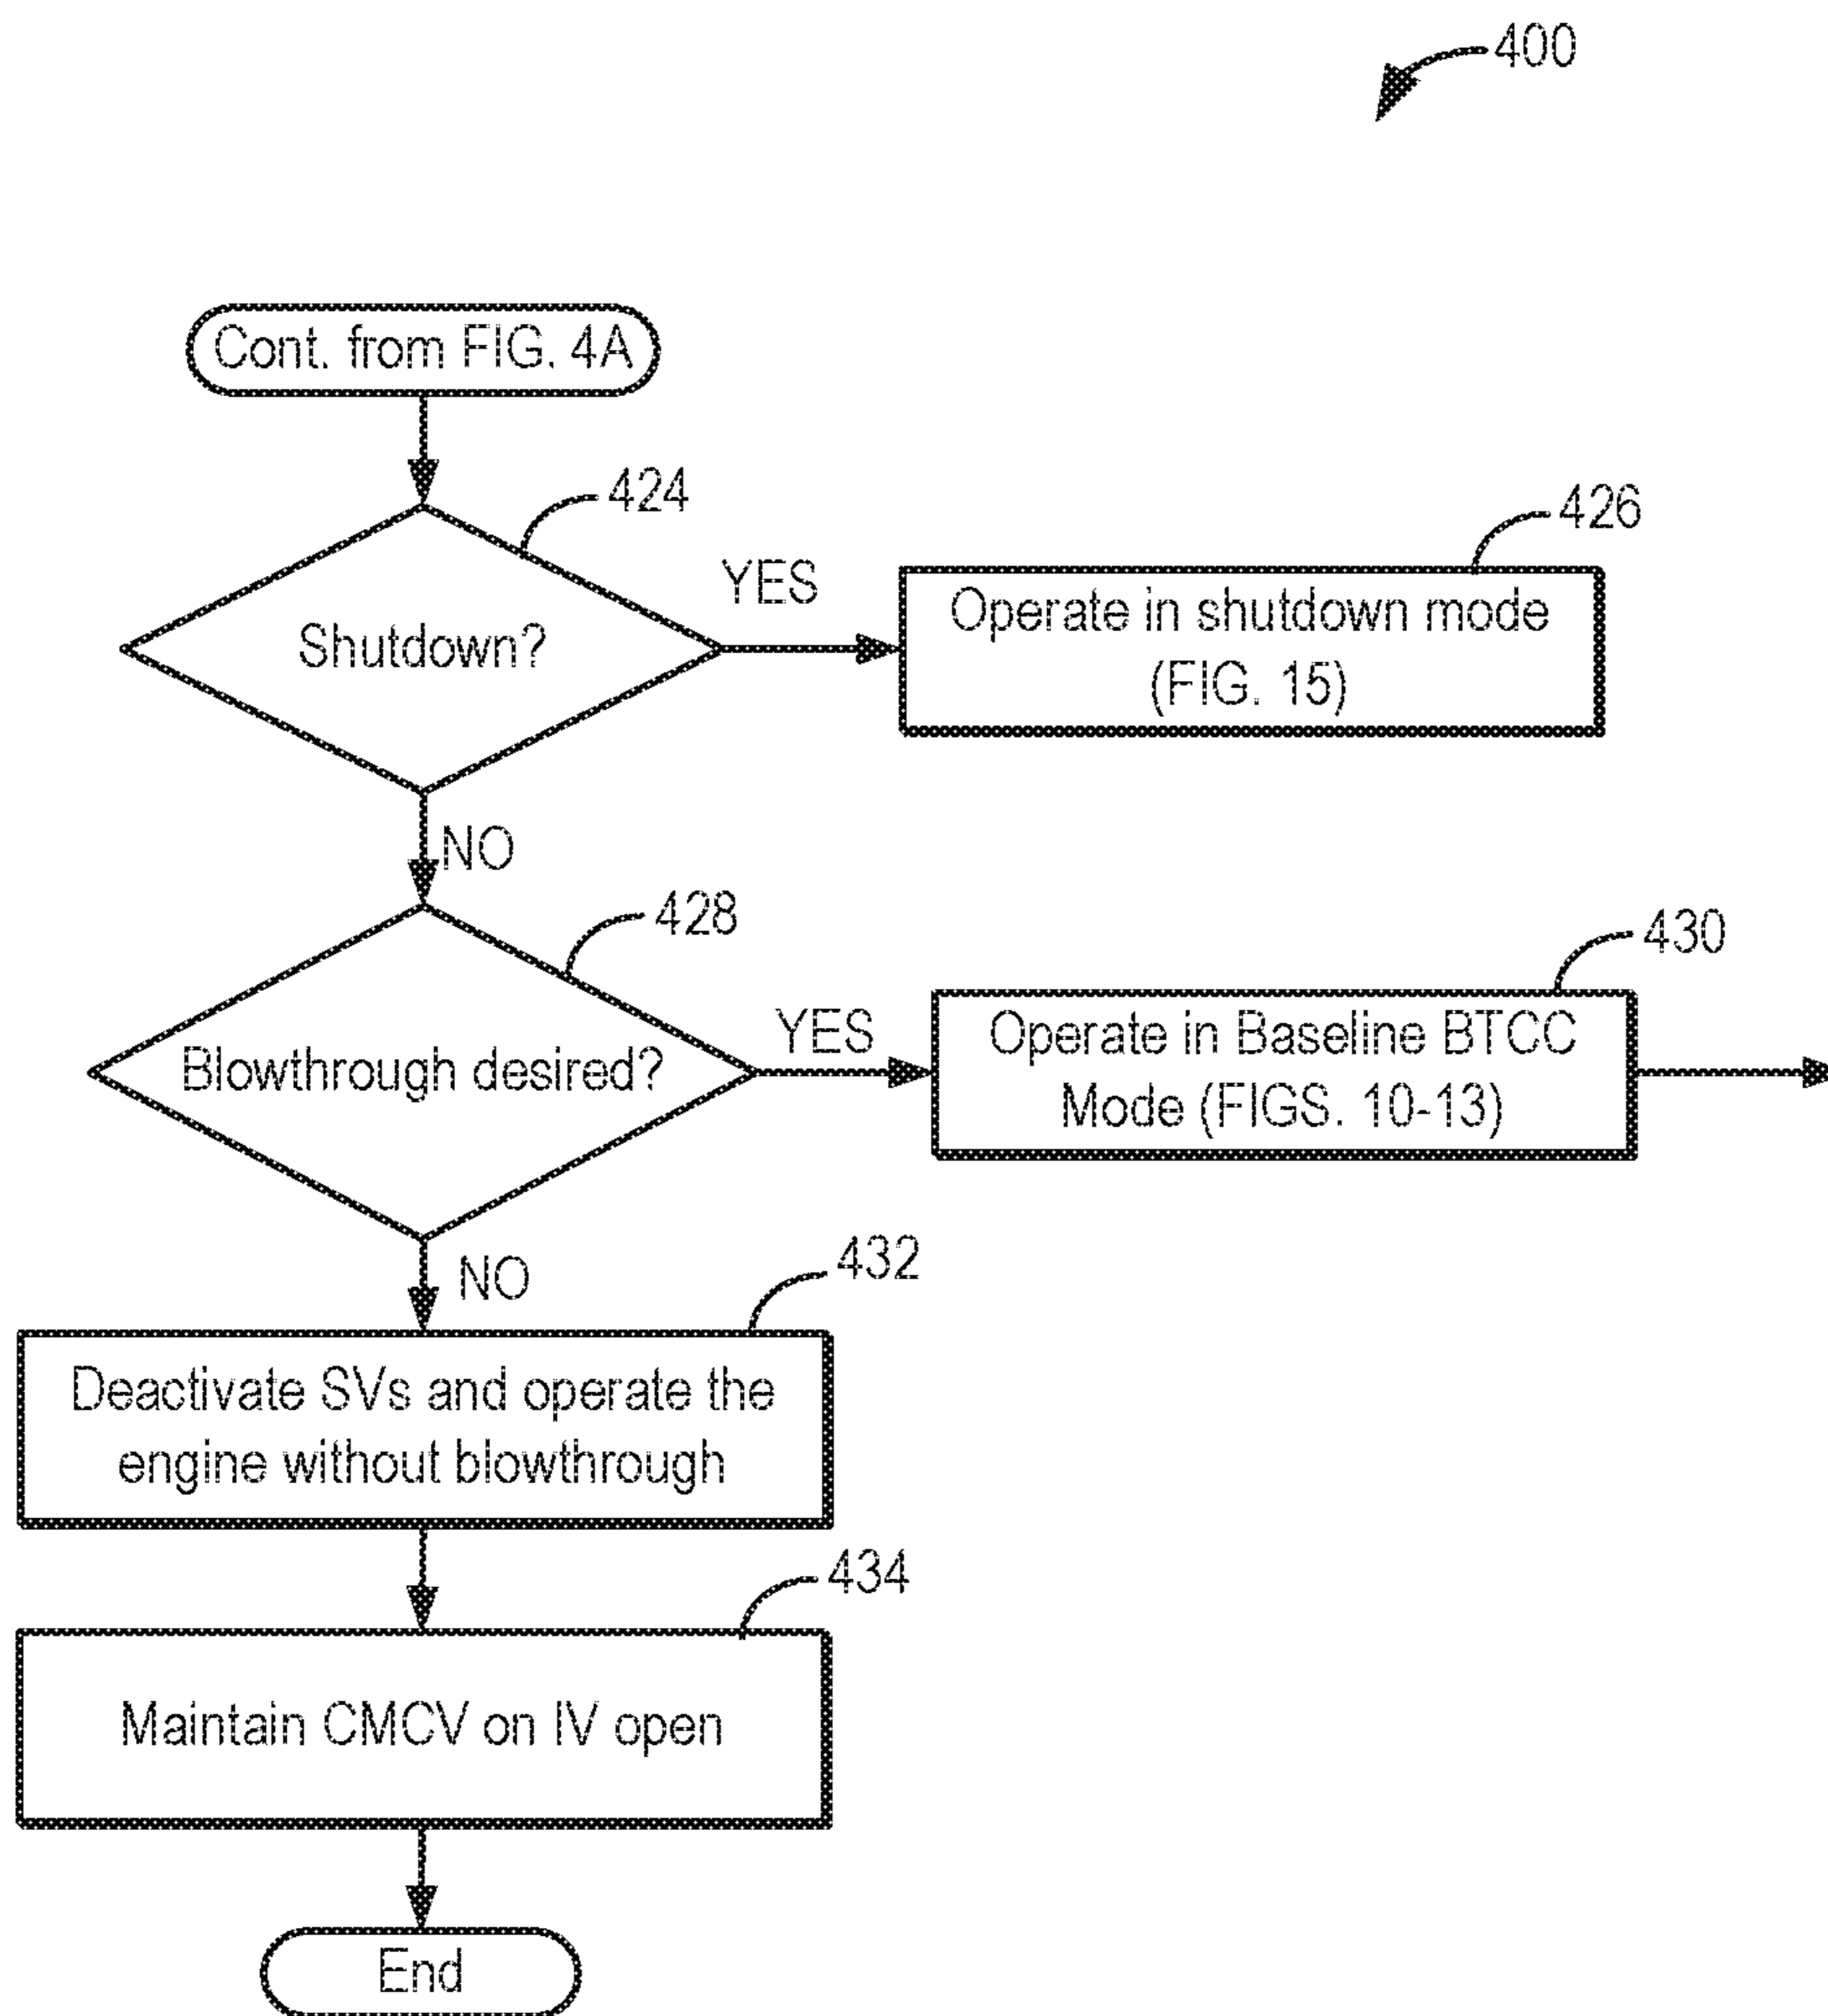 400
Cont. from FIG. 4A
424
Shutdown?
YES
426
Operate in shutdown mode
(FIG. 15)
NO
428
Blowthrough desired?
YES
430
Operate in Baseline BTCC
Mode (FIGS. 10-13)
NO
432
Deactivate SVs and operate the
engine without blowthrough
434
Maintain CMCV on IV open
End